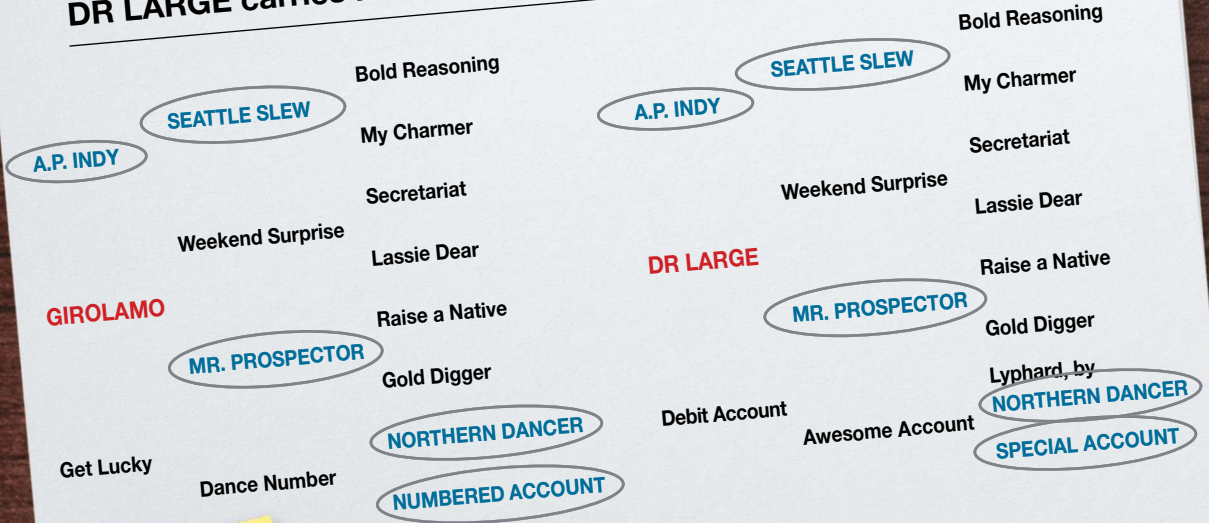 DR LARGE carries
Bold Reasoning
SEATTLE SLEW
My Charmer
A.P. INDY
Secretariat
Weekend Surprise
Lassie Dear
GIROLAMO
Raise a Native
MR. PROSPECTOR
Gold Digger
NORTHERN DANCER
Get Lucky
Dance Number
NUMBERED ACCOUNT
Bold Reasoning
SEATTLE SLEW
My Charmer
A.P. INDY
Secretariat
Weekend Surprise
Lassie Dear
DR LARGE
Raise a Native
MR. PROSPECTOR
Gold Digger
Lyphard, by
NORTHERN DANCER
Debit Account
Awesome Account
SPECIAL ACCOUNT